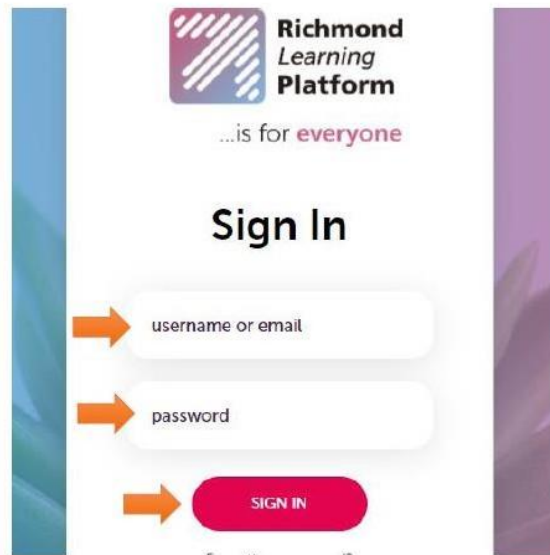 Richmond
Learning
Platform
...is for everyone
Sign In
username or email
password
SIGN IN